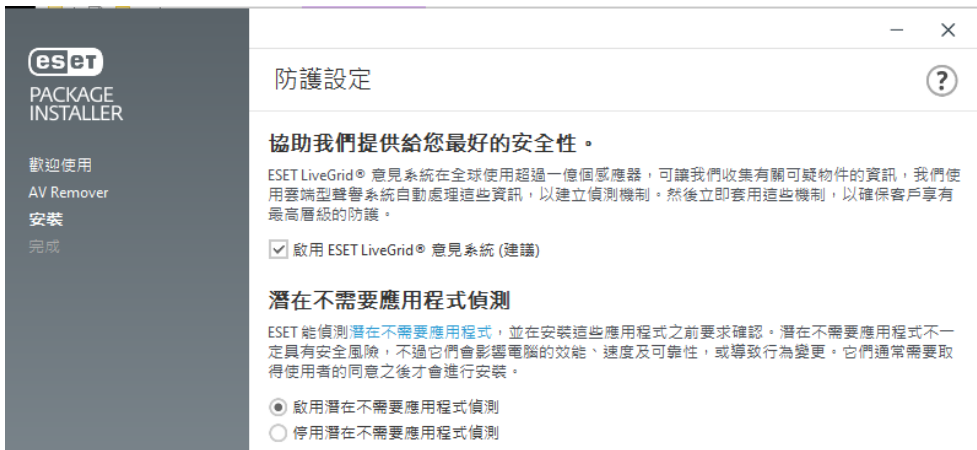 eset
PACKAGE
INSTALLER
歡迎使用
AV Remover
安裝
完成
防護設定
?
協助我們提供給您最好的安全性。
ESET LiveGrid® 意見系統在全球使用超過一億個感應器，可讓我們收集有關可疑物件的資訊，我們使
用雲端型聲譽系統自動處理這些資訊，以建立偵測機制。然後立即套用這些機制，以確保客戶享有
最高層級的防護。
啟用 ESET LiveGrid® 意見系統 (建議)
潛在不需要應用程式偵測
ESET 能偵測潛在不需要應用程式，並在安裝這些應用程式之前要求確認。潛在不需要應用程式不一
定具有安全風險，不過它們會影響電腦的效能、速度及可靠性，或導致行為變更。它們通常需要取
得使用者的同意之後才會進行安裝。
啟用潛在不需要應用程式偵測
停用潛在不需要應用程式偵測